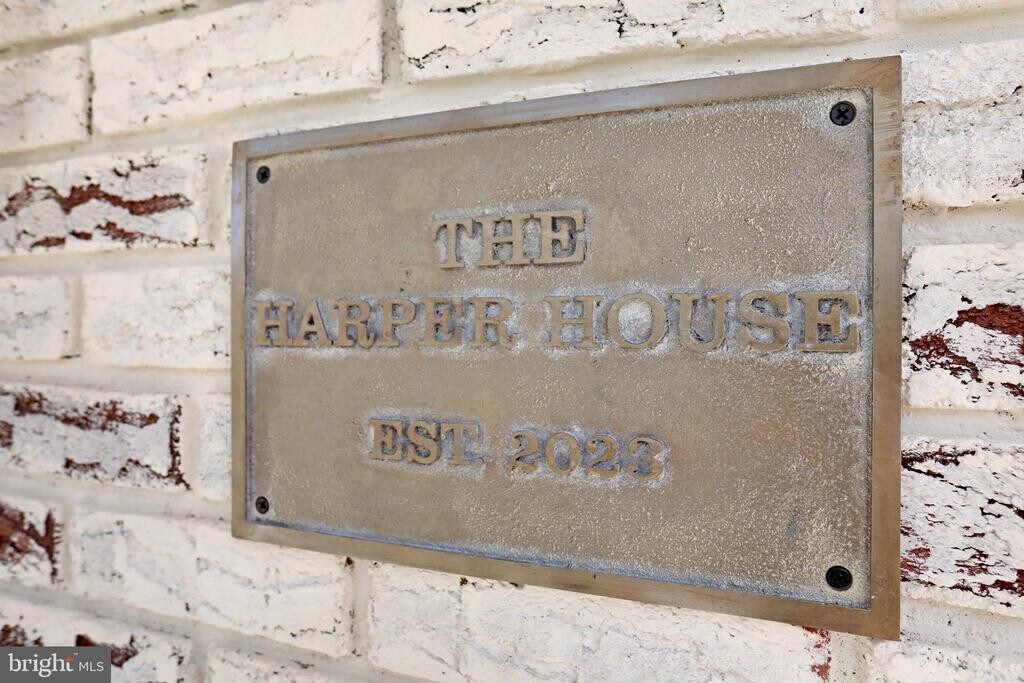 THE
HARPER HOUSE
EST. 2023
bright MLS